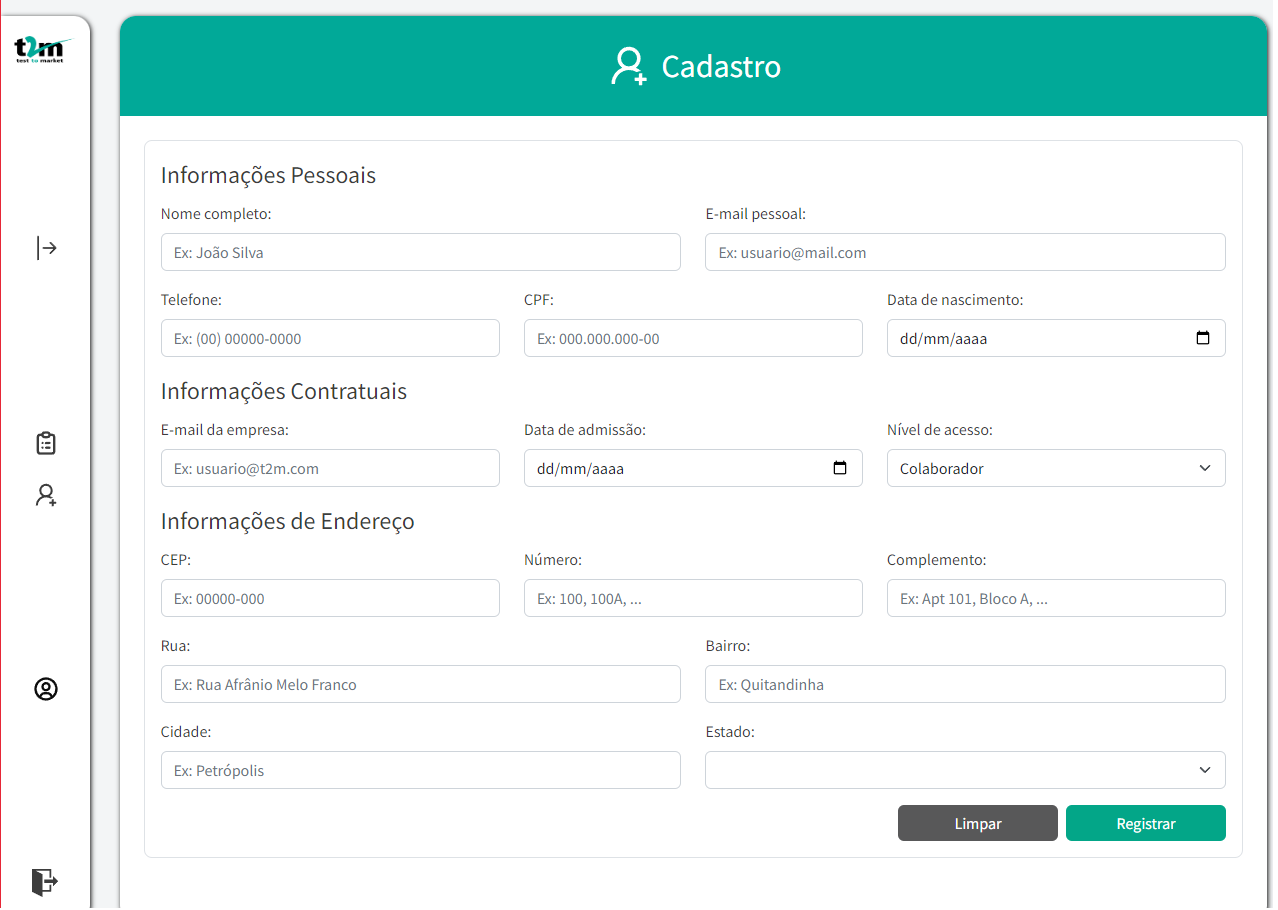 t2m
test to market
Cadastro
Informações Pessoais
Nome completo: E-mail pessoal:
Ex: João Silva Ex: usuario@mail.com
Telefone: CPF: Data de nascimento:
Ex: (00) 00000-0000 Ex: 000.000.000-00 dd/mm/aaaa
Informações Contratuais
E-mail da empresa: Data de admissão: Nível de acesso:
Ex: usuario@t2m.com dd/mm/aaaa Colaborador
Informações de Endereço
CEP: Número: Complemento:
Ex: 00000-000 Ex: 100, 100A, ... Ex: Apt 101, Bloco A, ...
Rua: Bairro:
Ex: Rua Afrânio Melo Franco Ex: Quitandinha
Cidade: Estado:
Ex: Petrópolis
Limpar Registrar